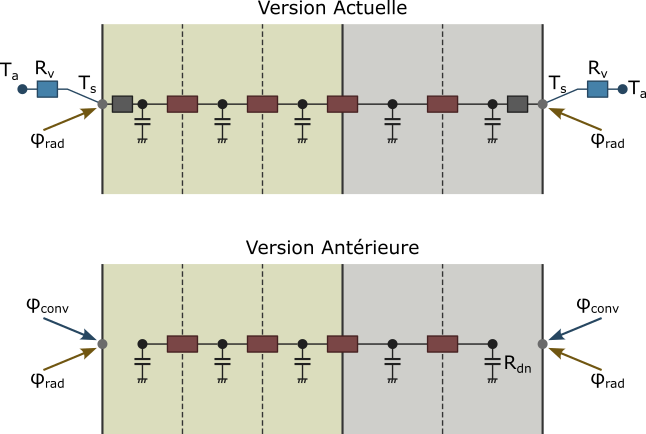 Version Actuelle
Ta Rv Ts Ts Rv Ta
φrad φrad
Version Antérieure
φconv φconv
Rdn
φrad φrad